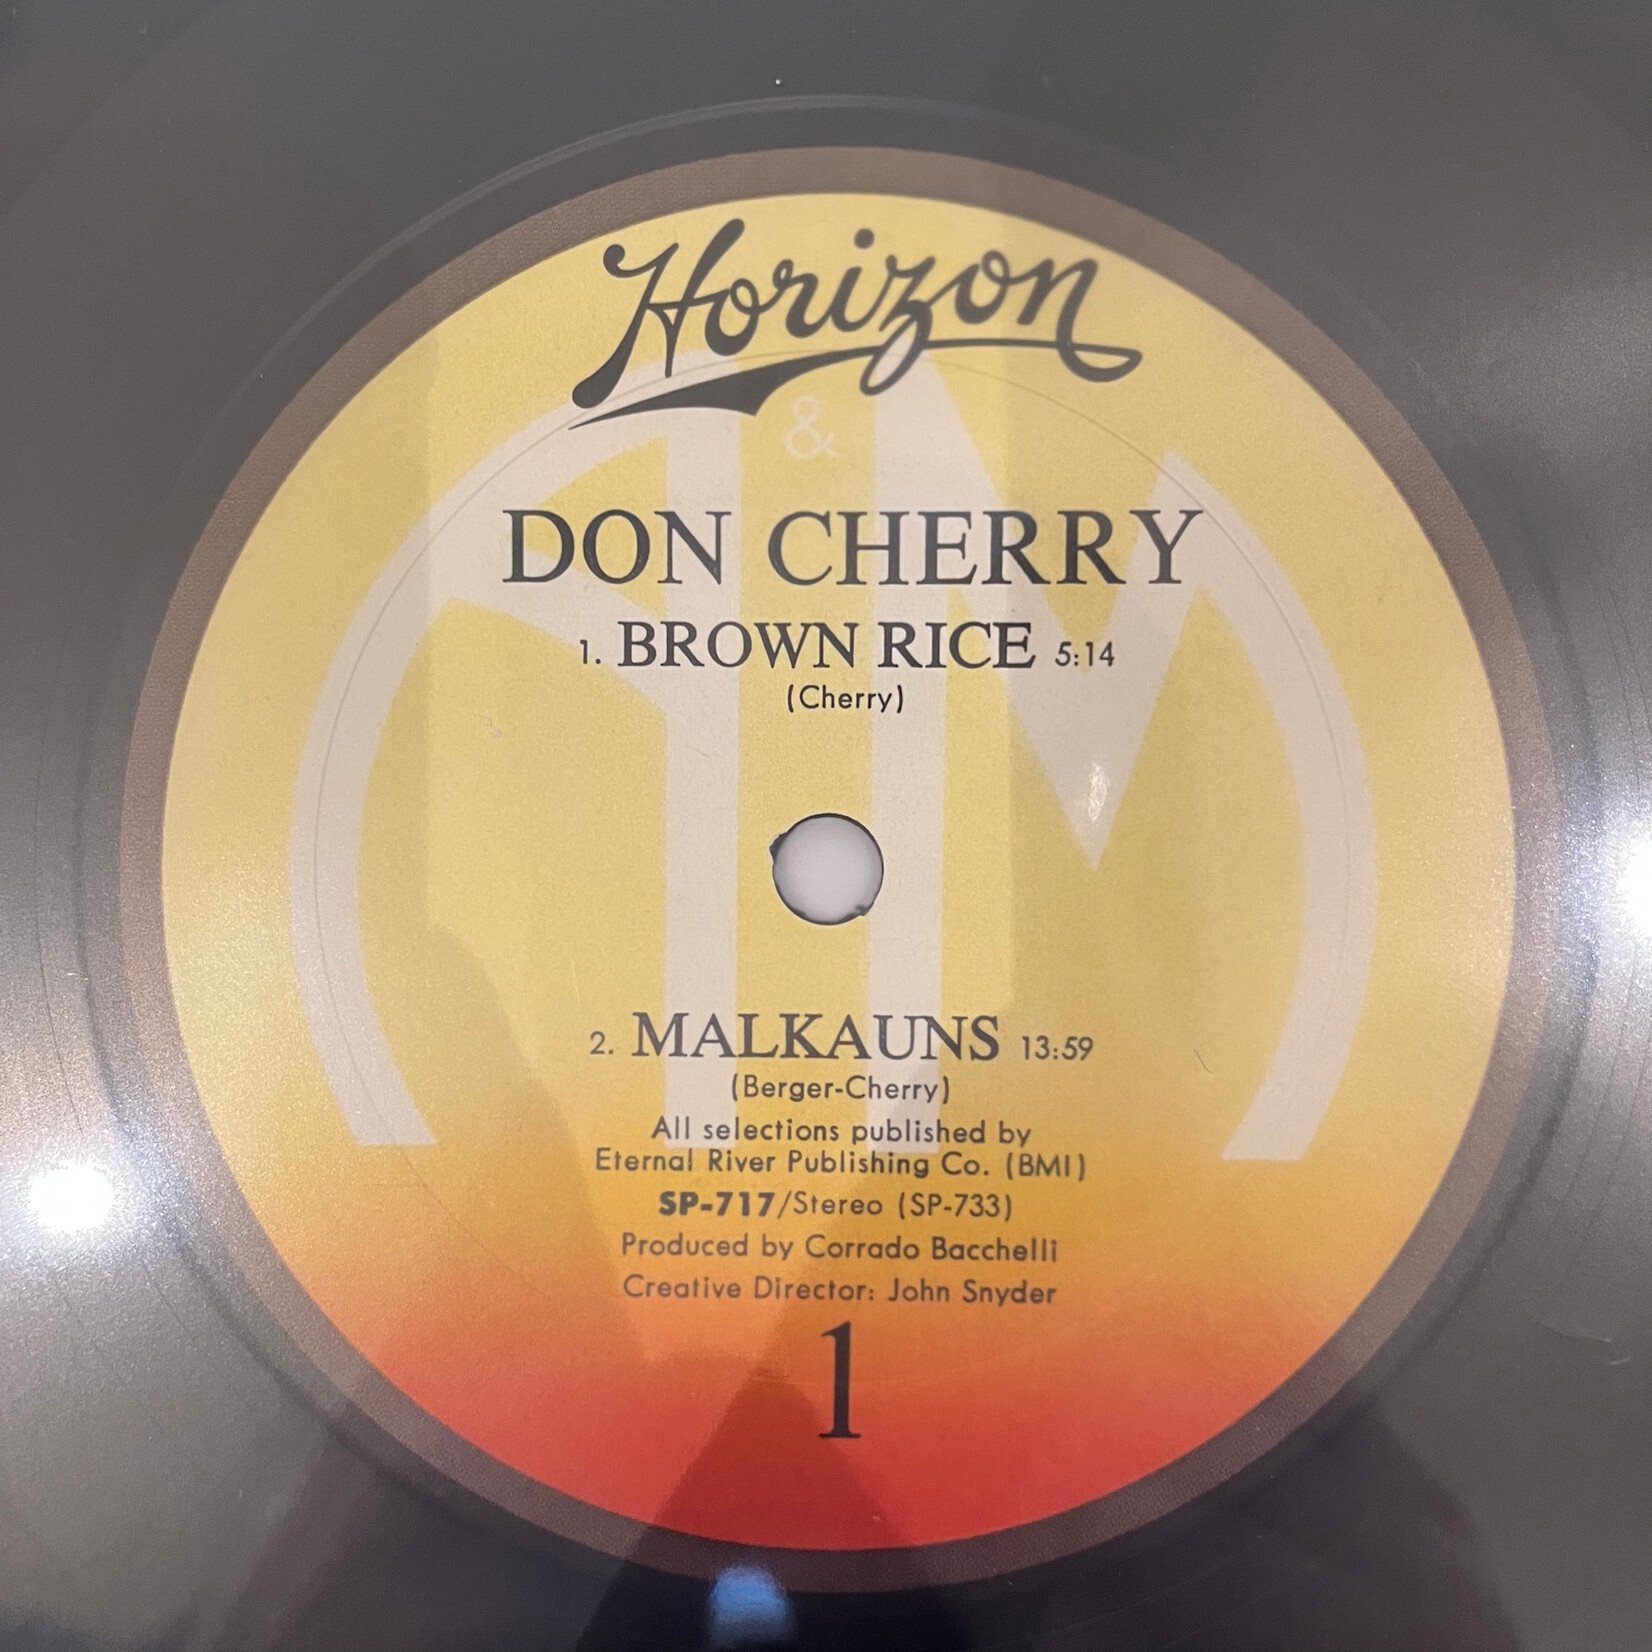 Horizon
A&M
DON CHERRY
1. BROWN RICE 5:14
(Cherry)
2. MALKAUNS 13:59
(Berger-Cherry)
All selections published by
Eternal River Publishing Co. (BMI)
SP-717/Stereo (SP-733)
Produced by Corrado Bacchelli
Creative Director: John Snyder
1